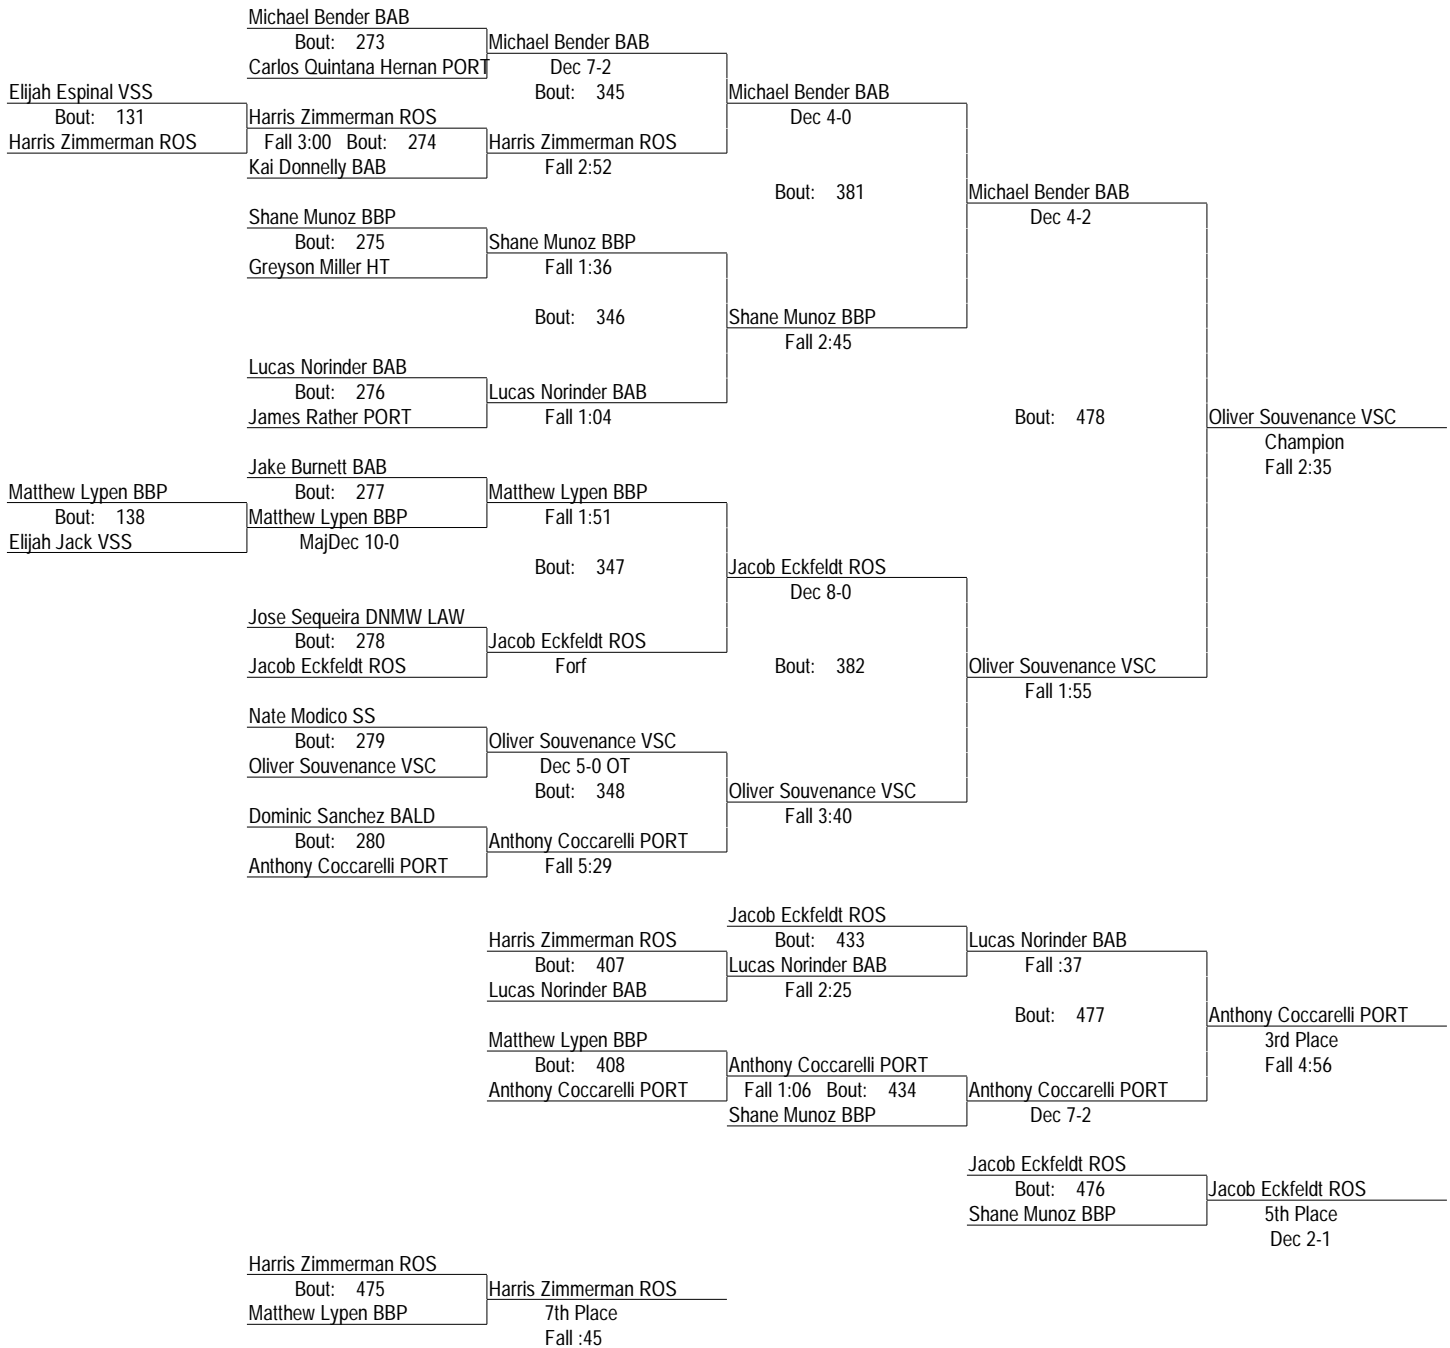 Michael Bender BAB
Bout: 273
Michael Bender BAB
Carlos Quintana Hernan PORT
Dec 7-2
Elijah Espinal VSS
Bout: 345
Michael Bender BAB
Bout: 131
Harris Zimmerman ROS
Dec 4-0
Harris Zimmerman ROS
Fall 3:00 Bout: 274
Harris Zimmerman ROS
Kai Donnelly BAB
Fall 2:52
Bout: 381
Michael Bender BAB
Shane Munoz BBP
Dec 4-2
Bout: 275
Shane Munoz BBP
Greyson Miller HT
Fall 1:36
Bout: 346
Shane Munoz BBP
Fall 2:45
Lucas Norinder BAB
Bout: 276
Lucas Norinder BAB
James Rather PORT
Fall 1:04
Bout: 478
Oliver Souvenance VSC
Champion
Fall 2:35
Jake Burnett BAB
Matthew Lypen BBP
Bout: 277
Matthew Lypen BBP
Bout: 138
Matthew Lypen BBP
Fall 1:51
Elijah Jack VSS
MajDec 10-0
Bout: 347
Jacob Eckfeldt ROS
Dec 8-0
Jose Sequeira DNMW LAW
Bout: 278
Jacob Eckfeldt ROS
Jacob Eckfeldt ROS
Forf
Bout: 382
Oliver Souvenance VSC
Fall 1:55
Nate Modico SS
Bout: 279
Oliver Souvenance VSC
Oliver Souvenance VSC
Dec 5-0 OT
Bout: 348
Oliver Souvenance VSC
Dominic Sanchez BALD
Fall 3:40
Bout: 280
Anthony Coccarelli PORT
Anthony Coccarelli PORT
Fall 5:29
Jacob Eckfeldt ROS
Harris Zimmerman ROS
Bout: 433
Lucas Norinder BAB
Bout: 407
Lucas Norinder BAB
Fall :37
Lucas Norinder BAB
Fall 2:25
Bout: 477
Anthony Coccarelli PORT
Matthew Lypen BBP
3rd Place
Bout: 408
Anthony Coccarelli PORT
Fall 4:56
Anthony Coccarelli PORT
Fall 1:06 Bout: 434
Anthony Coccarelli PORT
Shane Munoz BBP
Dec 7-2
Jacob Eckfeldt ROS
Bout: 476
Jacob Eckfeldt ROS
Shane Munoz BBP
5th Place
Dec 2-1
Harris Zimmerman ROS
Bout: 475
Harris Zimmerman ROS
Matthew Lypen BBP
7th Place
Fall :45